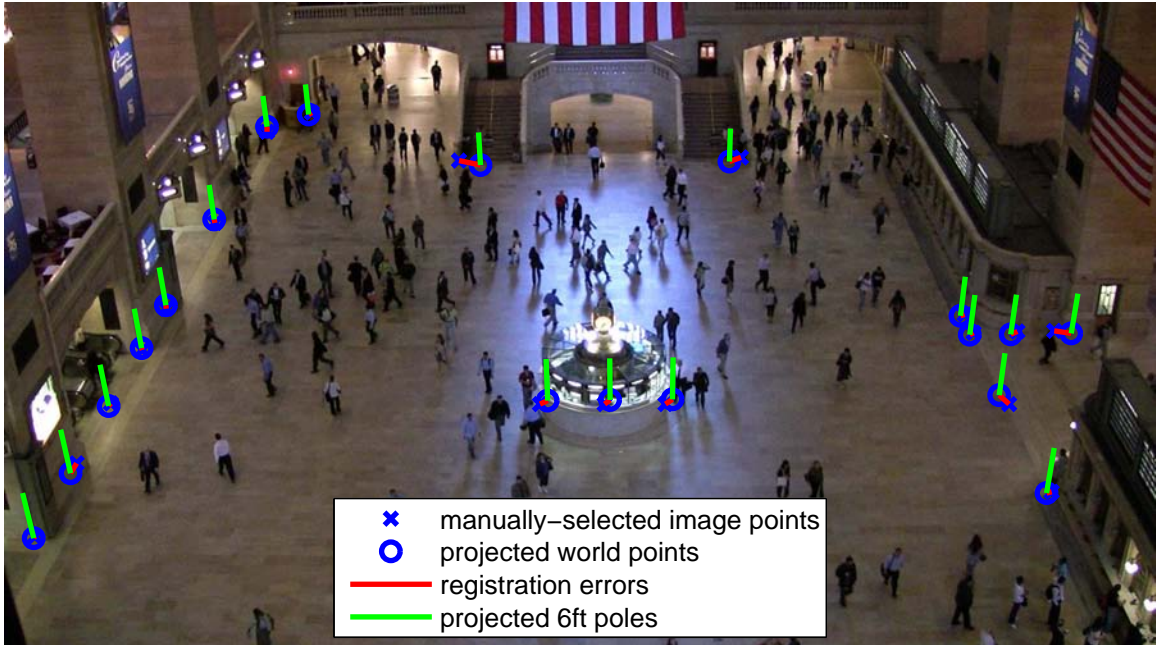 manually−selected image points
projected world points
registration errors
projected 6ft poles